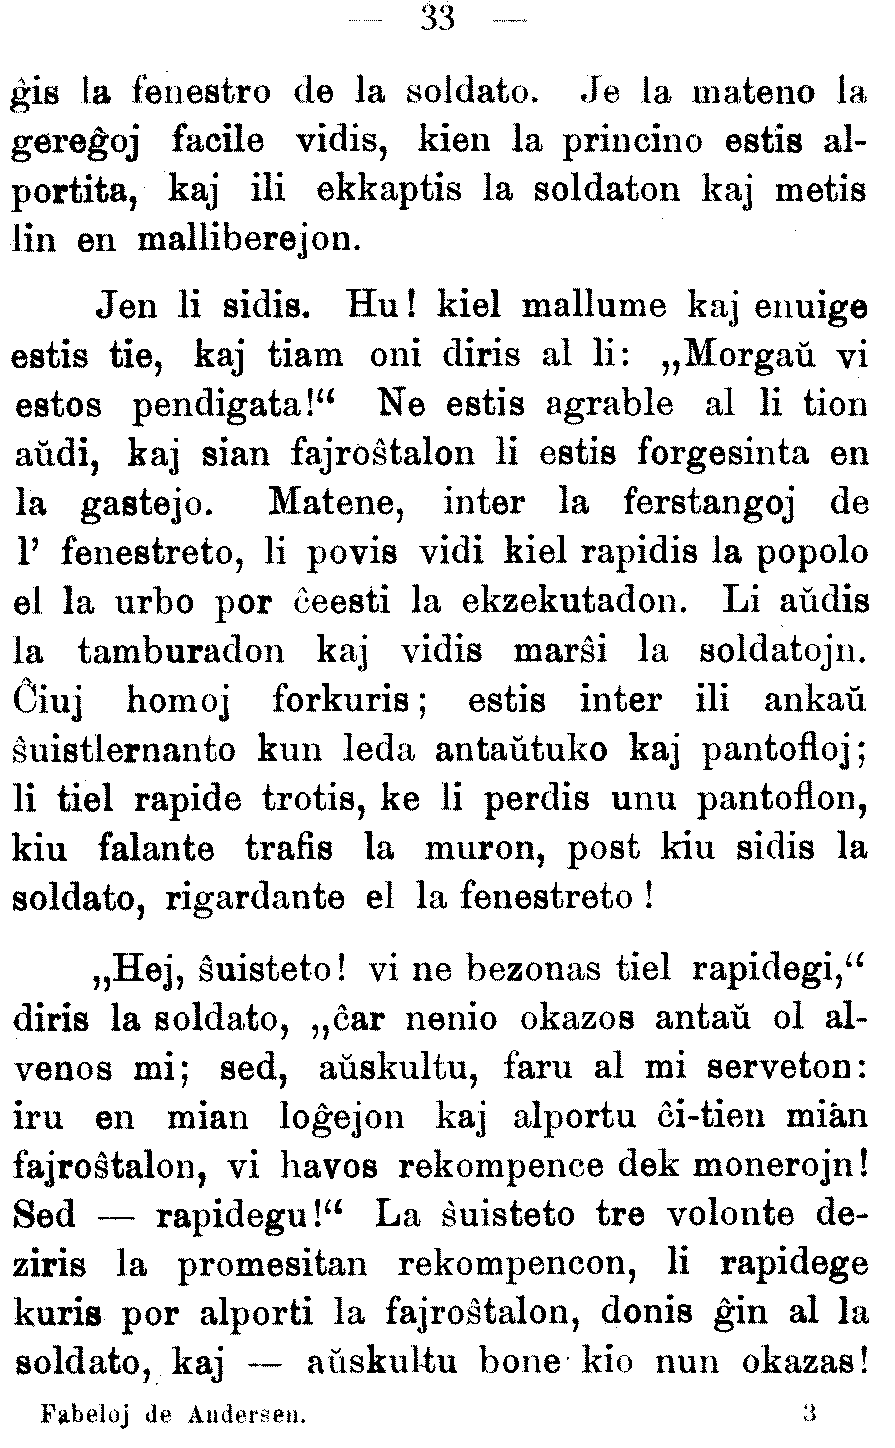 — 33 —
ĝis la fenestro de la soldato. Je la mateno la
gereĝoj facile vidis, kien la princino estis al-
portita, kaj ili ekkaptis la soldaton kaj metis
lin en malliberejon.
Jen li sidis. Hu! kiel mallume kaj enuige
estis tie, kaj tiam oni diris al li: „Morgaŭ vi
estos pendigata!“ Ne estis agrable al li tion
aŭdi, kaj sian fajroŝtalon li estis forgesinta en
la gastejo. Matene, inter la ferstangoj de
l’ fenestreto, li povis vidi kiel rapidis la popolo
el la urbo por ĉeesti la ekzekutadon. Li aŭdis
la tamburadon kaj vidis marŝi la soldatojn.
Ĉiuj homoj forkuris; estis inter ili ankaŭ
ŝuistlernanto kun leda antaŭtuko kaj pantofloj;
li tiel rapide trotis, ke li perdis unu pantoflon,
kiu falante trafis la muron, post kiu sidis la
soldato, rigardante el la fenestreto !
„Hej, ŝuisteto! vi ne bezonas tiel rapidegi,“
diris la soldato, „ĉar nenio okazos antaŭ ol al-
venos mi; sed, aŭskultu, faru al mi serveton:
iru en mian loĝejon kaj alportu ĉi-tien mian
fajroŝtalon, vi havos rekompence dek monerojn!
Sed — rapidegu!“ La ŝuisteto tre volonte de-
ziris la promesitan rekompencon, li rapidege
kuris por alporti la fajroŝtalon, donis ĝin al la
soldato, kaj — aŭskultu bone kio nun okazas!
Fabeloj de Andersen. 3